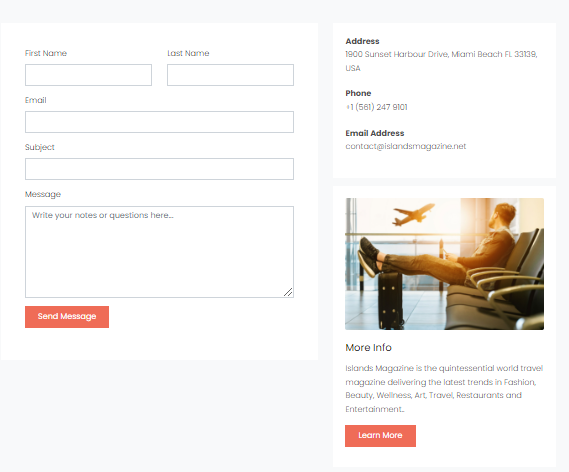 First Name
Last Name
Email
Subject
Message
Write your notes or questions here...
Send Message
Address
1900 Sunset Harbour Drive, Miami Beach FL 33139,
USA
Phone
+1 (561) 247 9101
Email Address
contact@islandsmagazine.net
More Info
Islands Magazine is the quintessential world travel
magazine delivering the latest trends in Fashion,
Beauty, Wellness, Art, Travel, Restaurants and
Entertainment..
Learn More